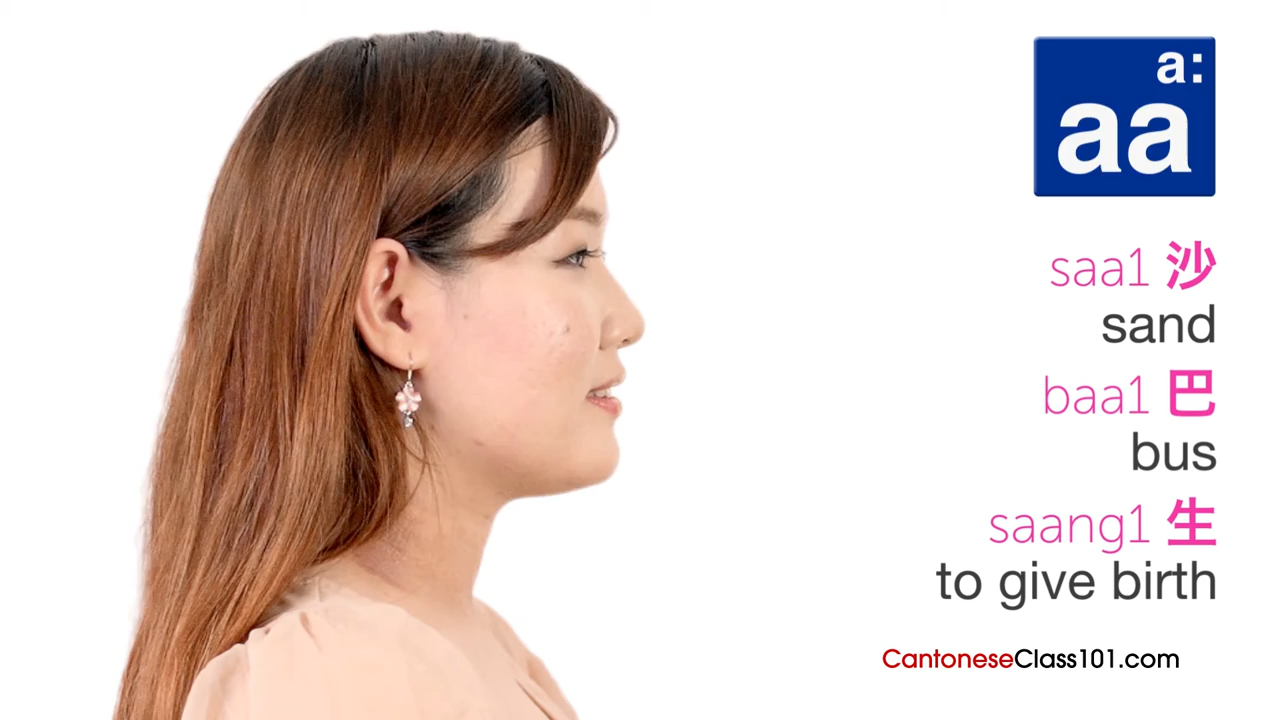 a:
aa
saa1 沙
sand
baa1 巴
bus
saang1 生
to give birth
CantoneseClass101.com